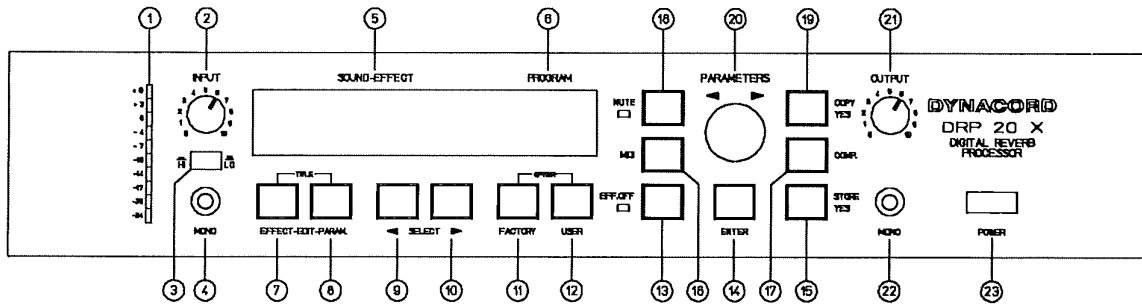 1 2 5 6 18 20 19 21
INPUT SOUND-EFFECT PROGRAM PARAMETERS OUTPUT
MUTE COPY
YES
DYNACORD
DRP 20 X
DIGITAL REVERB
PROCESSOR
MIDI COMP.
HI LO
TITLE OPTION
EFF.OFF STORE
YES
MONO EFFECT-EDIT-PARAM. ◄ SELECT ► FACTORY USER ENTER MONO POWER
3 4 7 8 9 10 11 12 13 16 14 17 15 22 23